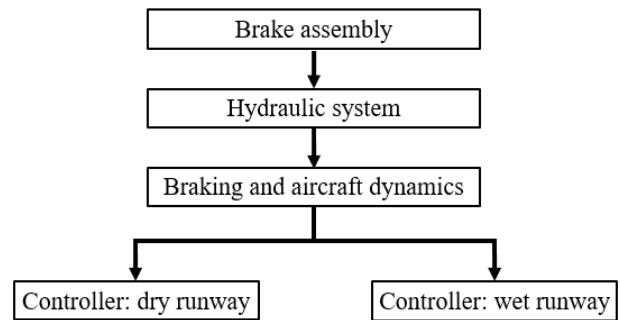 Brake assembly
Hydraulic system
Braking and aircraft dynamics
Controller: dry runway
Controller: wet runway